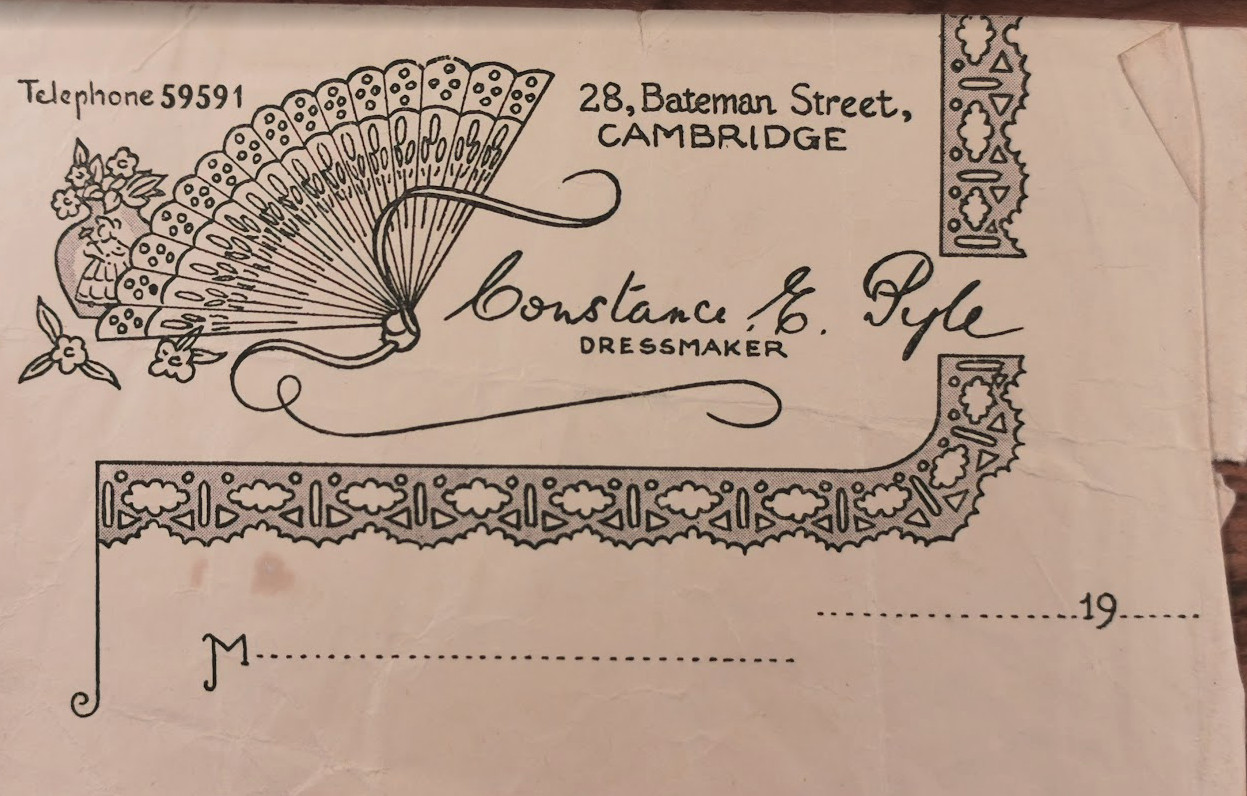 Telephone 59591
28, Bateman Street,
CAMBRIDGE
Constance E. Pyle
DRESSMAKER
19
M